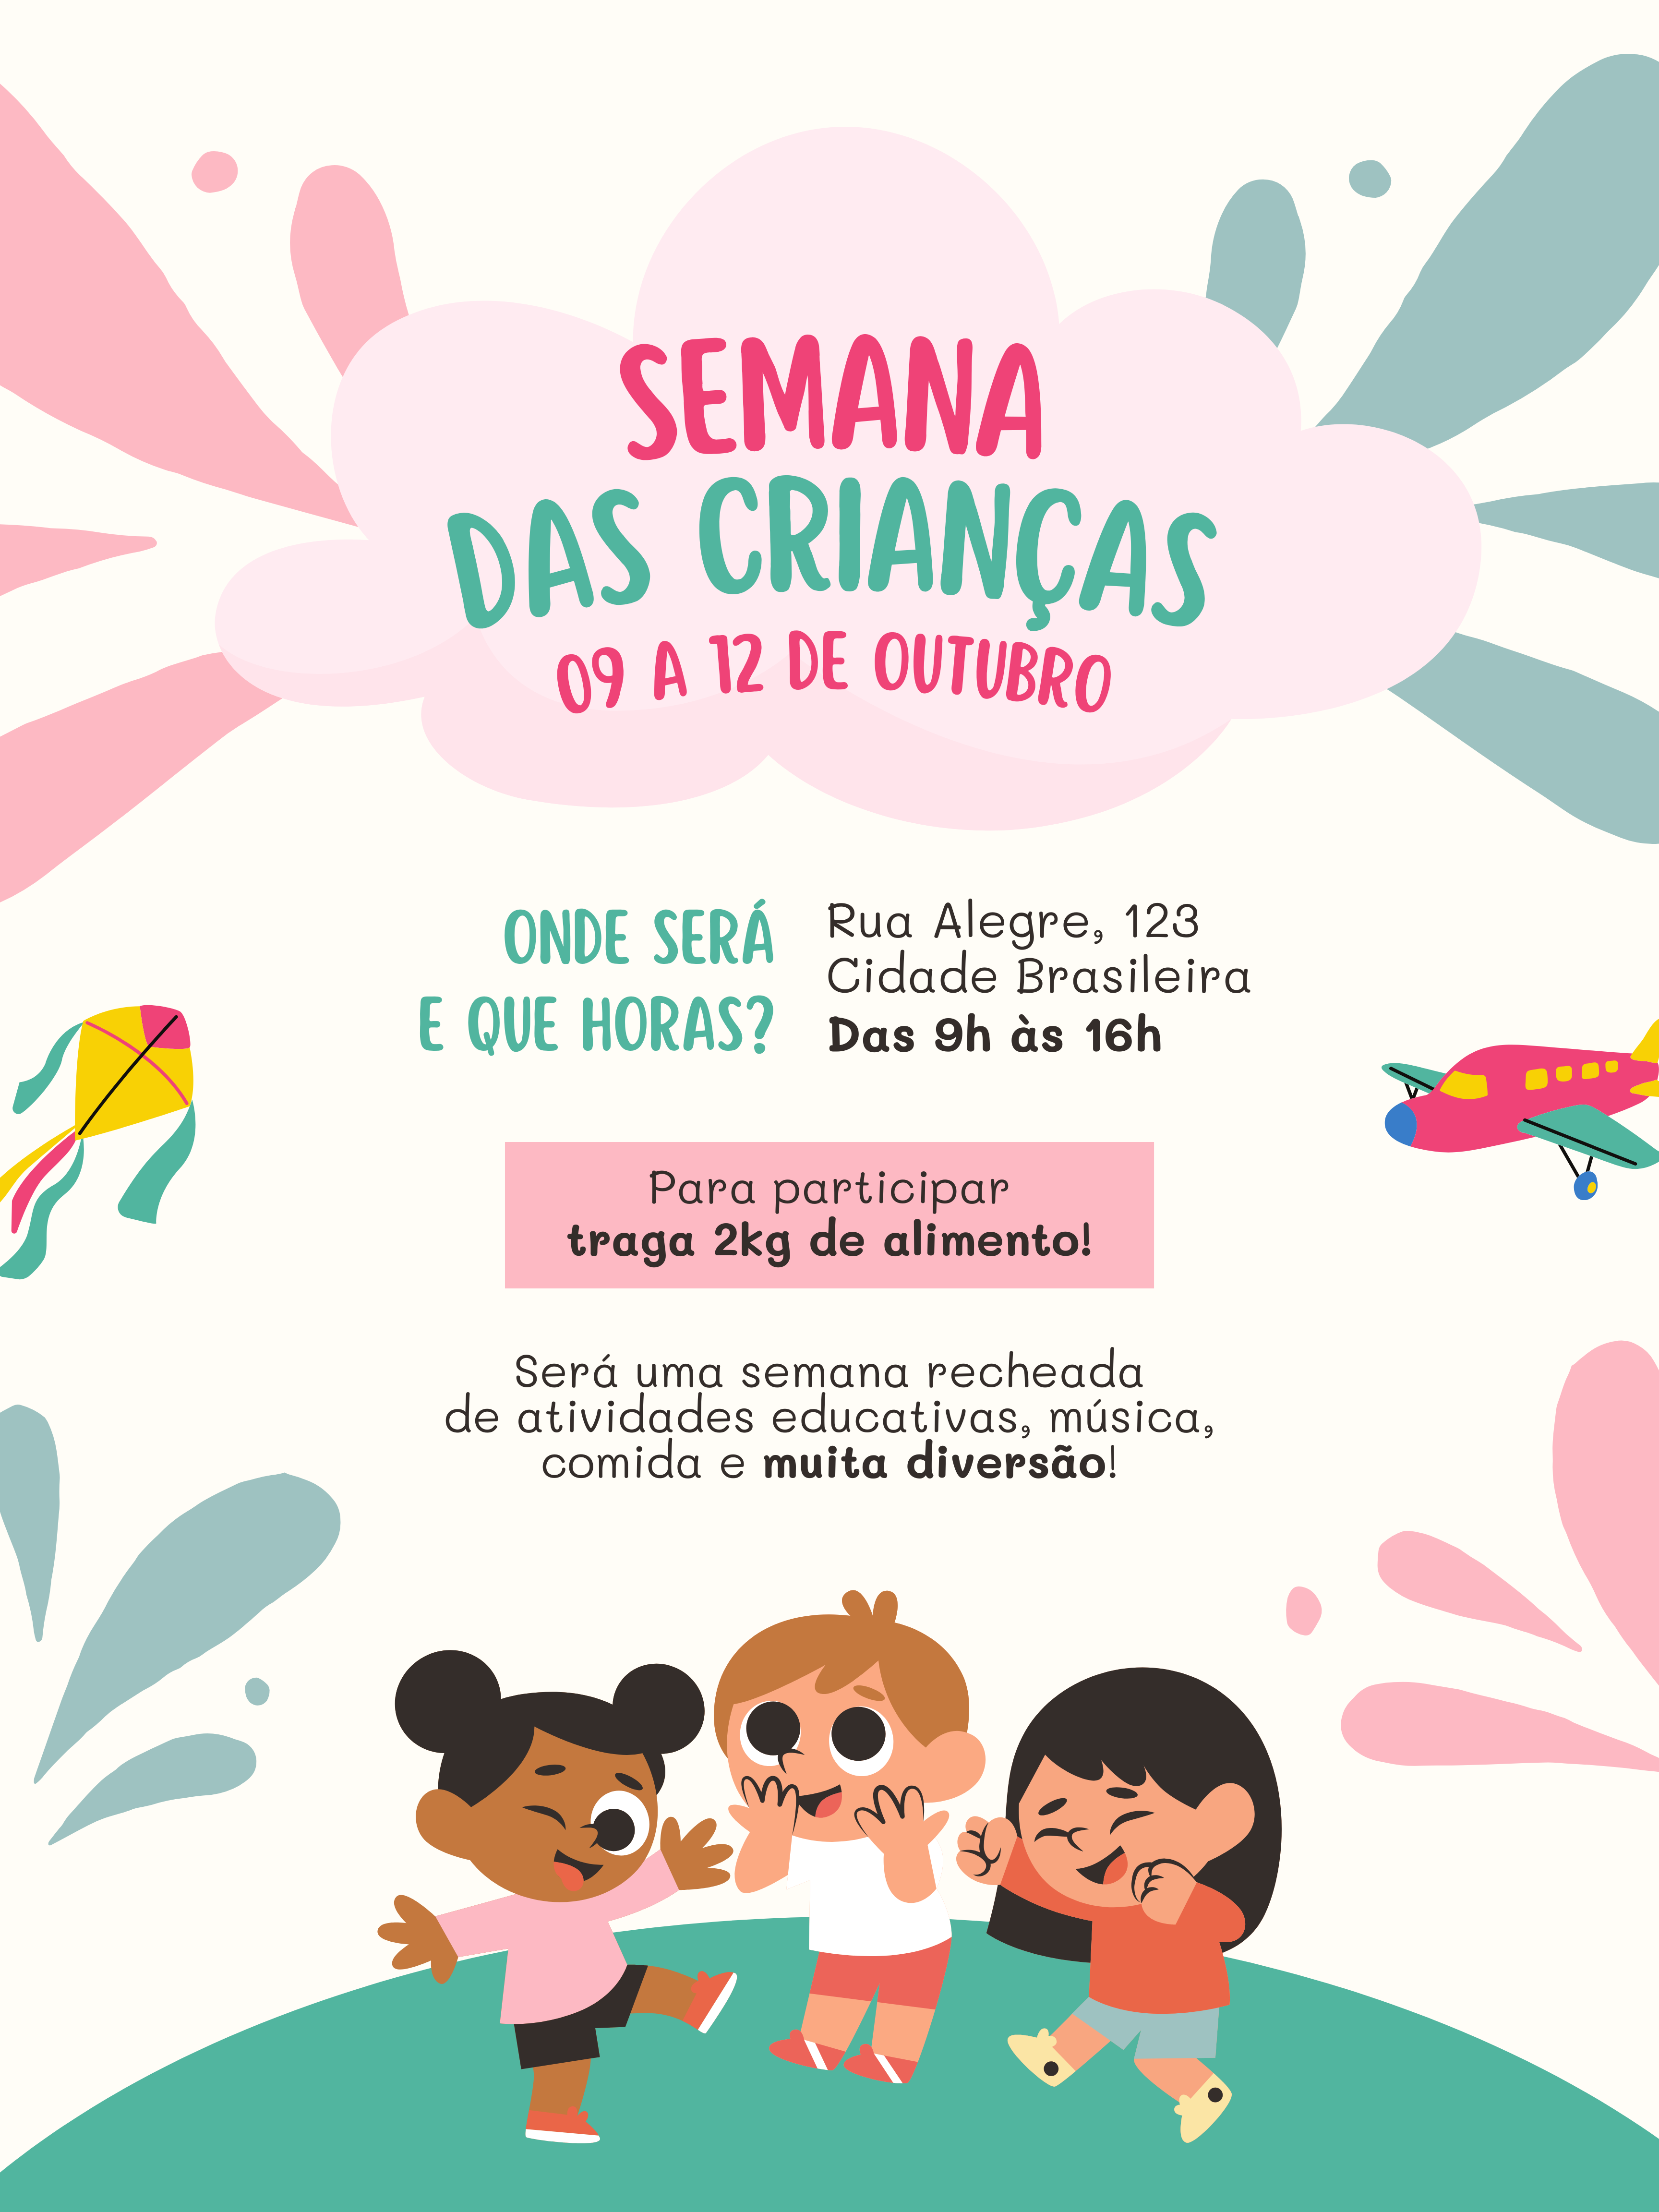 SEMANA
DAS CRIANÇAS
09 A 12 DE OUTUBRO
ONDE SERÁ
E QUE HORAS?
Rua Alegre, 123
Cidade Brasileira
Das 9h às 16h
Para participar
traga 2kg de alimento!
Será uma semana recheada
de atividades educativas, música,
comida e muita diversão!